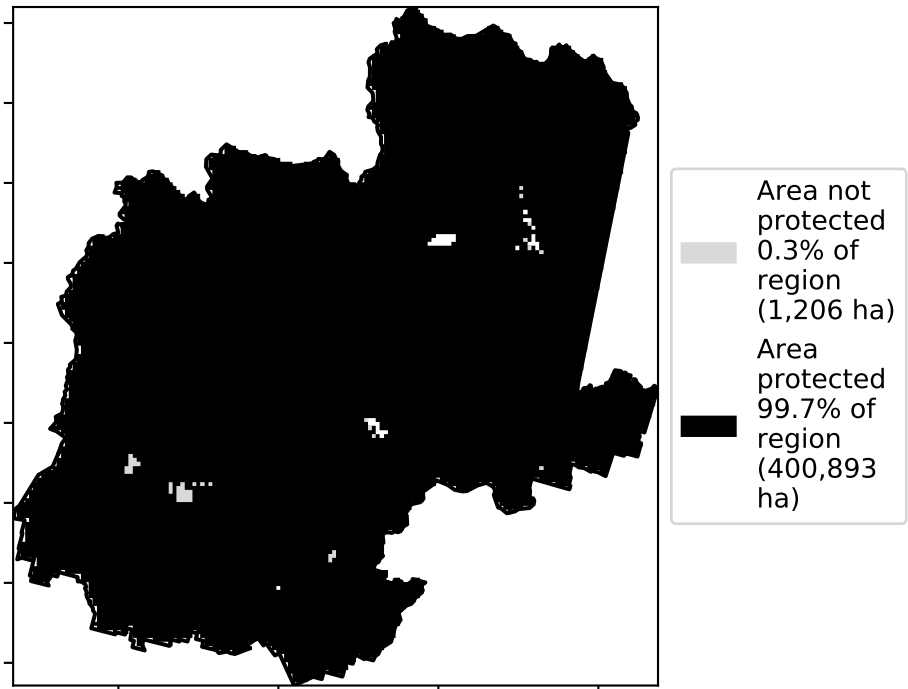 Area not
protected
0.3% of
region
(1,206 ha)
Area
protected
99.7% of
region
(400,893
ha)